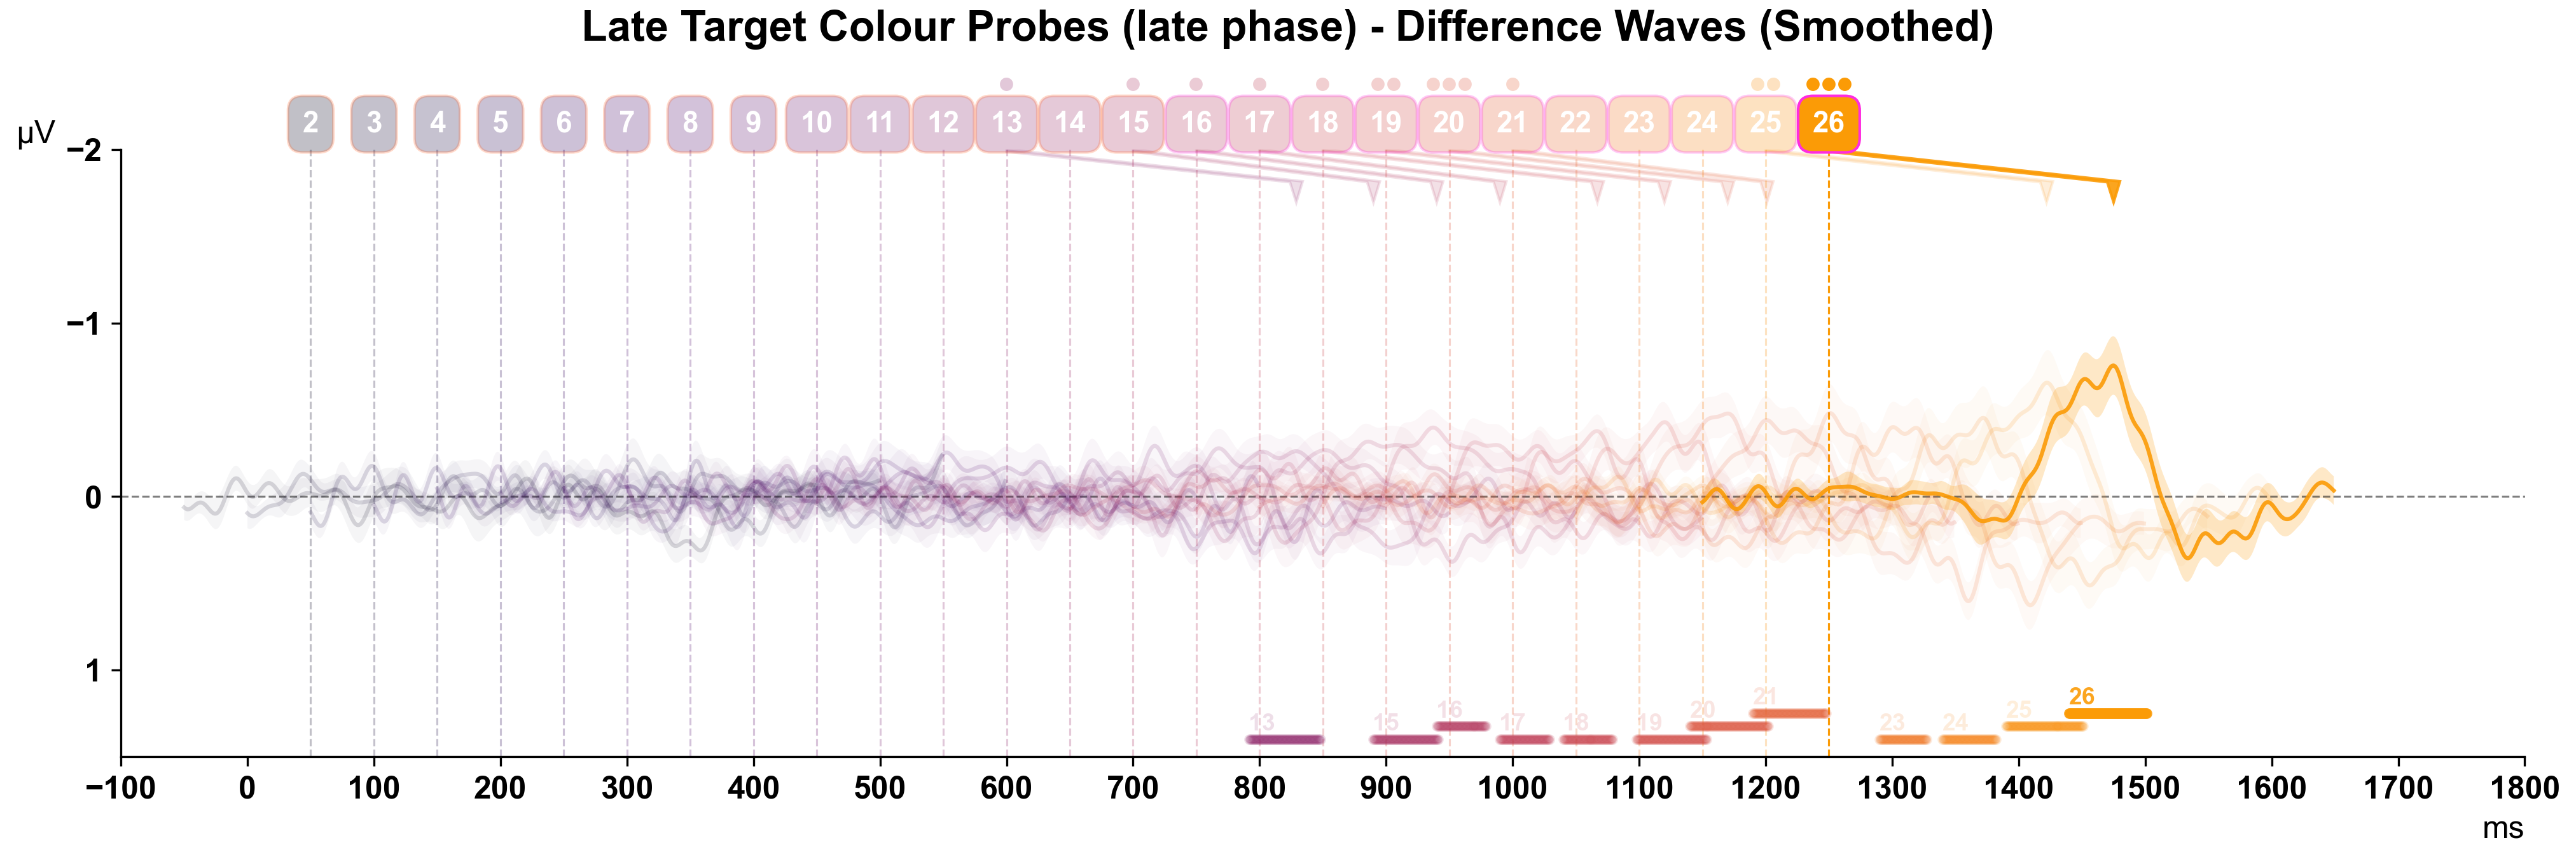 Late Target Colour Probes (late phase) - Difference Waves (Smoothed)
2 3 4 5 6 7 8 9 10 11 12 13 14 15 16 17 18 19 20 21 22 23 24 25 26
µV
−2
−1
0
1
13 15 16 17 18 19 20 21 23 24 25 26
−100 0 100 200 300 400 500 600 700 800 900 1000 1100 1200 1300 1400 1500 1600 1700 1800
ms